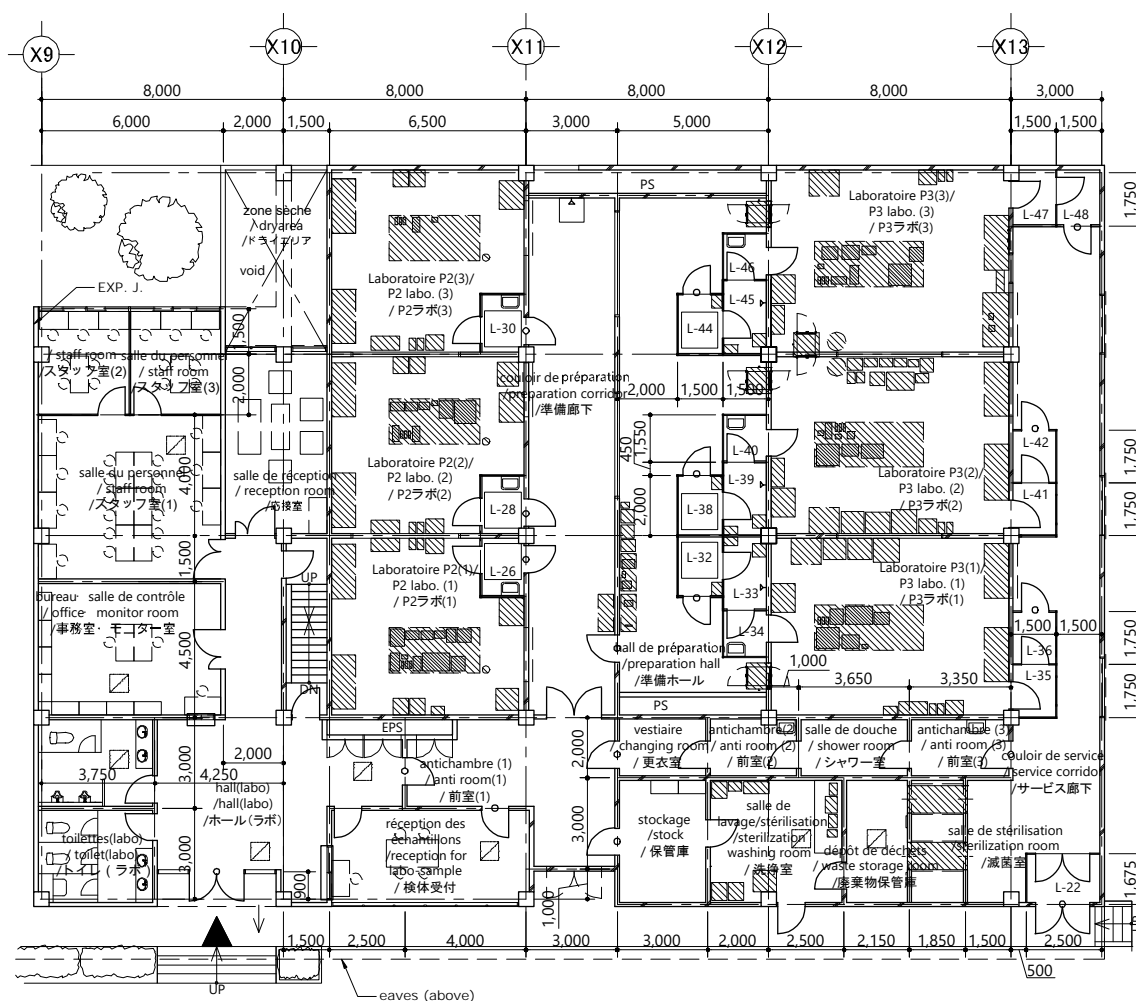 X9
X10
X11
X12
X13
8,000
8,000
8,000
8,000
3,000
6,000
2,000
1,500
6,500
3,000
5,000
1,500
1,500
PS
zone sèche
/ dryarea
/ドライエリア
void
EXP. J.
Laboratoire P2(3)/
P2 labo. (3)
/ P2ラボ(3)
Laboratoire P3(3)/
P3 labo. (3)
/ P3ラボ(3)
L-47
L-48
1,750
L-46
L-45
L-44
L-30
1,500
2,000
/ staff room
/スタッフ室(2)
salle du personnel
/ staff room
/スタッフ室(3)
couloir de préparation
/preparation corridor
/準備廊下
2,000
1,500
1,500
450
1,550
2,000
L-40
L-39
L-38
L-42
L-41
1,750
1,750
salle du personnel
/ staff room
/スタッフ室(1)
4,000
salle de réception
/ reception room
/応接室
Laboratoire P2(2)/
P2 labo. (2)
/ P2ラボ(2)
L-28
Laboratoire P3(2)/
P3 labo. (2)
/ P3ラボ(2)
1,500
UP
Laboratoire P2(1)/
P2 labo. (1)
/ P2ラボ(1)
L-26
L-32
L-33
L-34
Laboratoire P3(1)/
P3 labo. (1)
/ P3ラボ(1)
bureau· salle de contrôle
/ office· monitor room
/事務室· モニター室
4,500
DN
hall de préparation
/preparation hall
/準備ホール
1,500
1,500
L-36
L-35
1,750
1,750
1,000
3,650
3,350
PS
EPS
2,000
3,750
4,250
3,000
hall(labo)
/hall(labo)
/ホール(ラボ)
antichambre (1)
/ anti room(1)
/ 前室(1)
2,000
vestiaire
/ changing room
/ 更衣室
antichambre(2)
/ anti room (2)
/ 前室(2)
salle de douche
/ shower room
/ シャワー室
antichambre (3)
/ anti room (3)
/ 前室(3)
couloir de service
/service corridor
/サービス廊下
toilettes(labo)
/ toilet(labo)
/トイレ(ラボ)
3,000
900
réception des
échantillons
/reception for
labo-sample
/ 検体受付
3,000
1,000
stockage
/stock
/ 保管庫
salle de
lavage/stérilisation
/sterilization
washing room
/ 洗浄室
dépôt de déchets
/ waste storage room
/廃棄物保管庫
salle de stérilisation
/sterilization room
/滅菌室
L-22
1,675
1,500
2,500
4,000
3,000
3,000
2,000
2,500
2,150
1,850
1,500
2,500
500
UP
eaves (above)